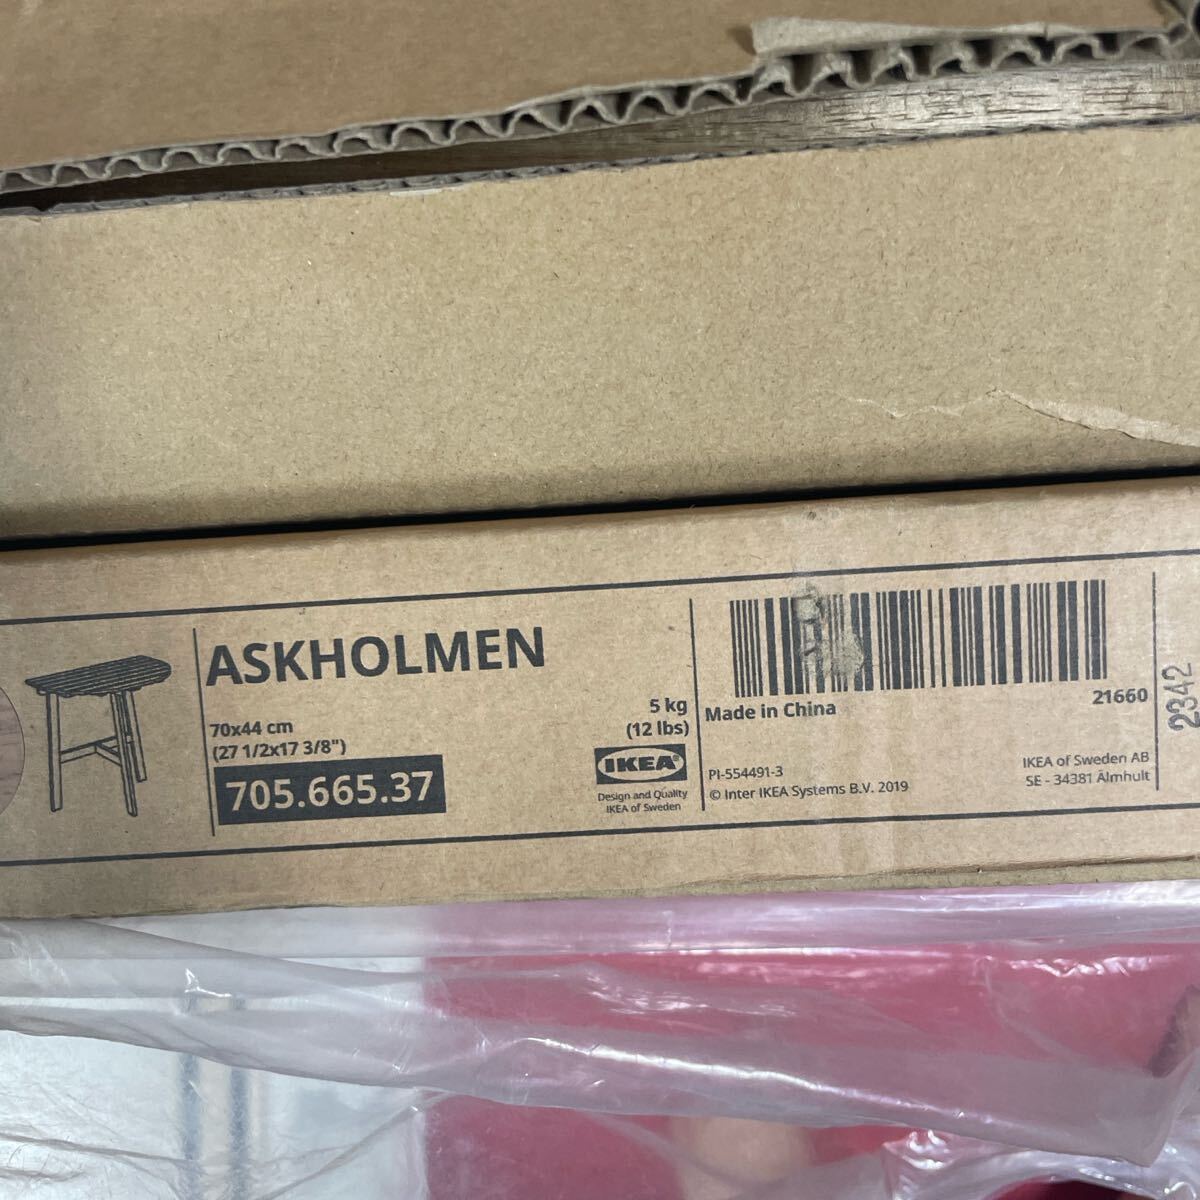 ASKHOLMEN
70x44 cm
(27 1/2x17 3/8")
705.665.37
5 kg
(12 lbs)
IKEA
Design and Quality
IKEA of Sweden
Made in China
21660
PI-554491-3
© Inter IKEA Systems B.V. 2019
IKEA of Sweden AB
SE - 34381 Älmhult
2342